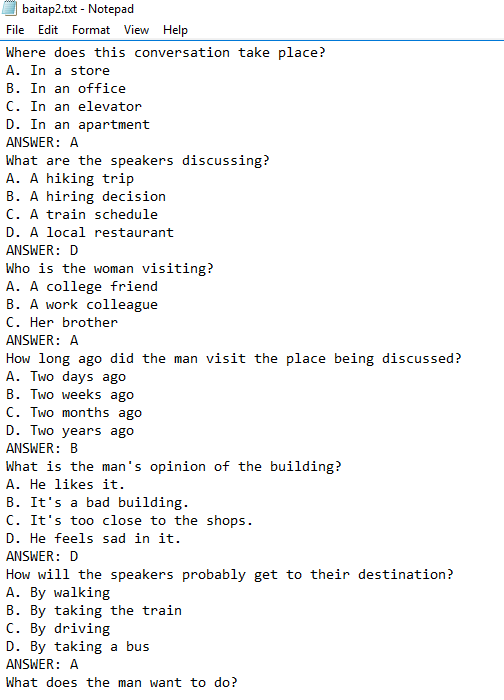 baitap2.txt - Notepad
File Edit Format View Help
Where does this conversation take place?
A. In a store
B. In an office
C. In an elevator
D. In an apartment
ANSWER: A
What are the speakers discussing?
A. A hiking trip
B. A hiring decision
C. A train schedule
D. A local restaurant
ANSWER: D
Who is the woman visiting?
A. A college friend
B. A work colleague
C. Her brother
ANSWER: A
How long ago did the man visit the place being discussed?
A. Two days ago
B. Two weeks ago
C. Two months ago
D. Two years ago
ANSWER: B
What is the man's opinion of the building?
A. He likes it.
B. It's a bad building.
C. It's too close to the shops.
D. He feels sad in it.
ANSWER: D
How will the speakers probably get to their destination?
A. By walking
B. By taking the train
C. By driving
D. By taking a bus
ANSWER: A
What does the man want to do?